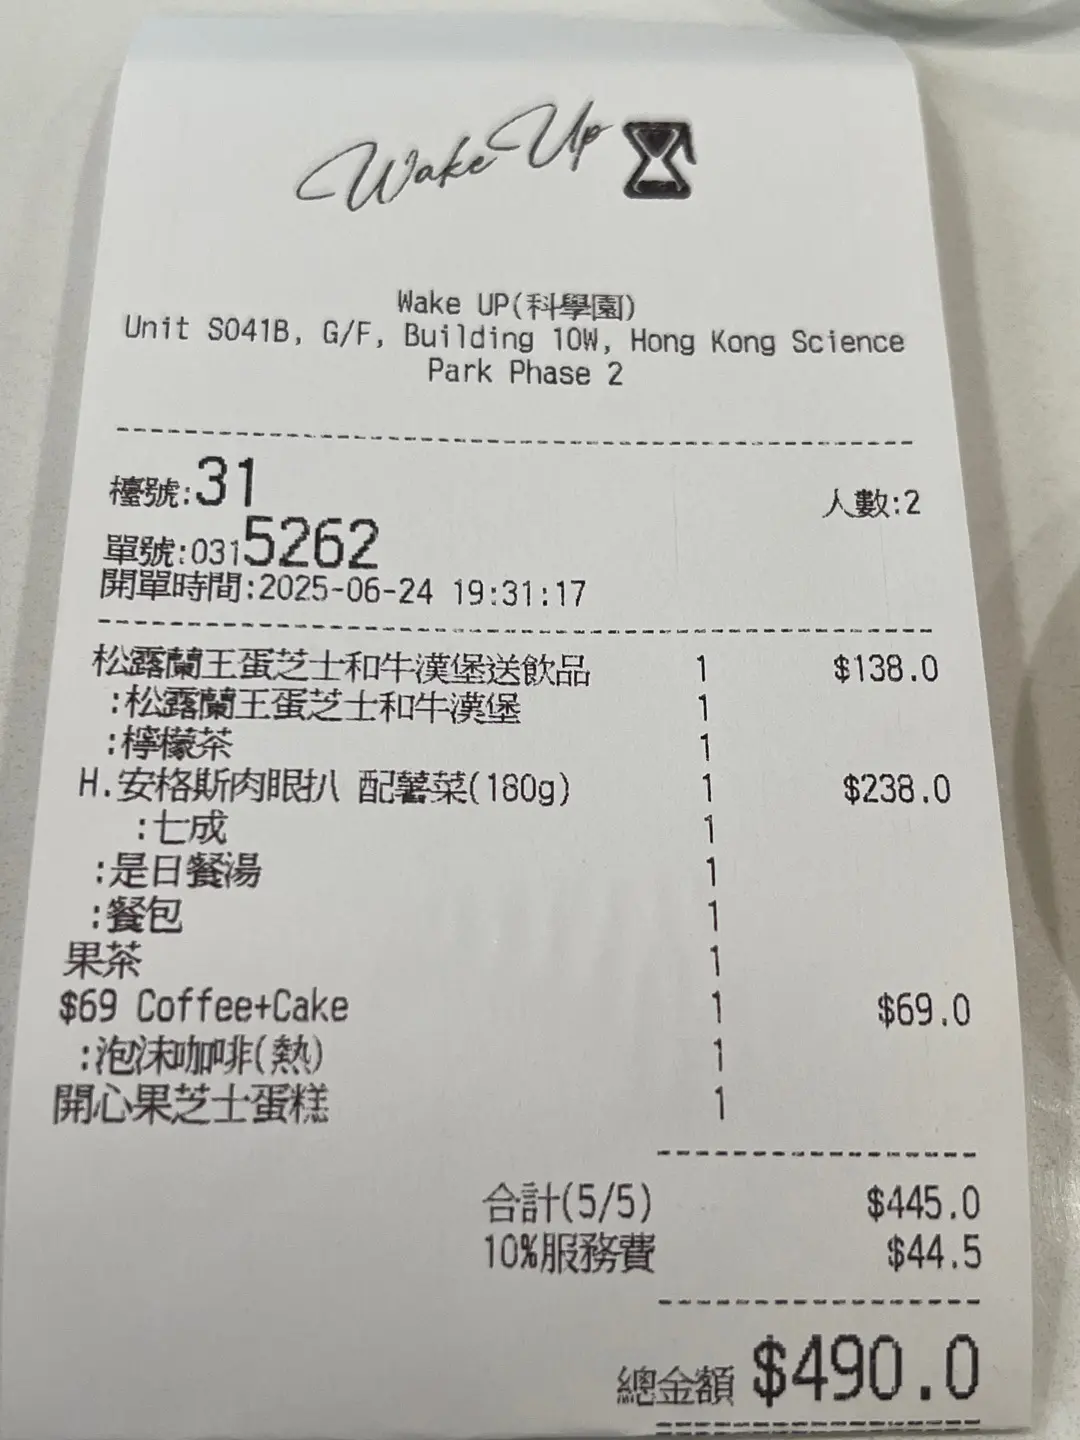 Wake Up
Wake UP(科學園)
Unit S041B, G/F, Building 10W, Hong Kong Science
Park Phase 2
檯號:31 人數:2
單號:0315262
開單時間:2025-06-24 19:31:17
松露蘭王蛋芝士和牛漢堡送飲品 1 $138.0
:松露蘭王蛋芝士和牛漢堡 1
:檸檬茶 1
H.安格斯肉眼扒 配薯菜(180g) 1 $238.0
:七成 1
:是日餐湯 1
:餐包 1
果茶 1
$69 Coffee+Cake 1 $69.0
:泡沫咖啡(熱) 1
開心果芝士蛋糕 1
合計(5/5) $445.0
10%服務費 $44.5
總金額 $490.0